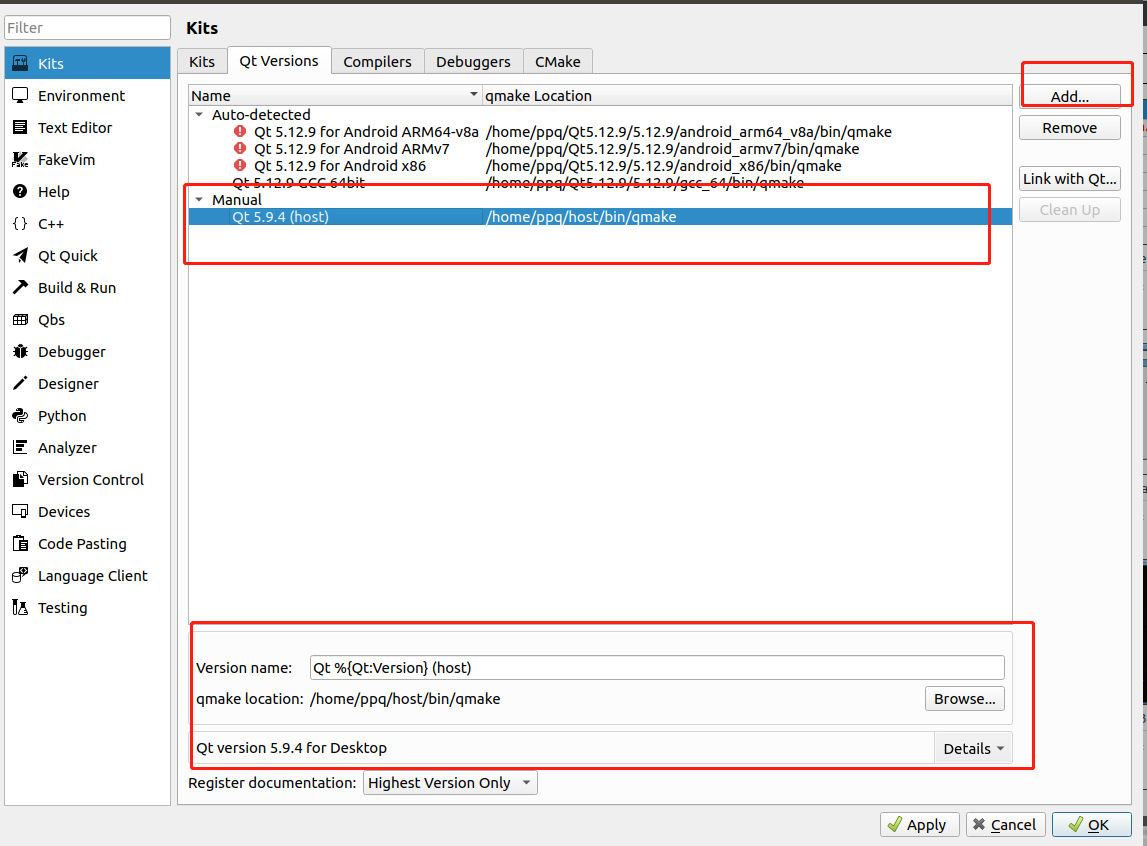 Filter
Kits
Environment
Text Editor
FakeVim
Help
C++
Qt Quick
Build & Run
Qbs
Debugger
Designer
Python
Analyzer
Version Control
Devices
Code Pasting
Language Client
Testing
Kits
Kits Qt Versions Compilers Debuggers CMake
Name qmake Location
Auto-detected
Qt 5.12.9 for Android ARM64-v8a /home/ppq/Qt5.12.9/5.12.9/android_arm64_v8a/bin/qmake
Qt 5.12.9 for Android ARMv7 /home/ppq/Qt5.12.9/5.12.9/android_armv7/bin/qmake
Qt 5.12.9 for Android x86 /home/ppq/Qt5.12.9/5.12.9/android_x86/bin/qmake
Qt 5.12.9 GCC 64bit /home/ppq/Qt5.12.9/5.12.9/gcc_64/bin/qmake
Manual
Qt 5.9.4 (host) /home/ppq/host/bin/qmake
Add...
Remove
Link with Qt...
Clean Up
Version name: Qt %{Qt:Version} (host)
qmake location: /home/ppq/host/bin/qmake Browse...
Qt version 5.9.4 for Desktop Details
Register documentation: Highest Version Only
Apply Cancel OK